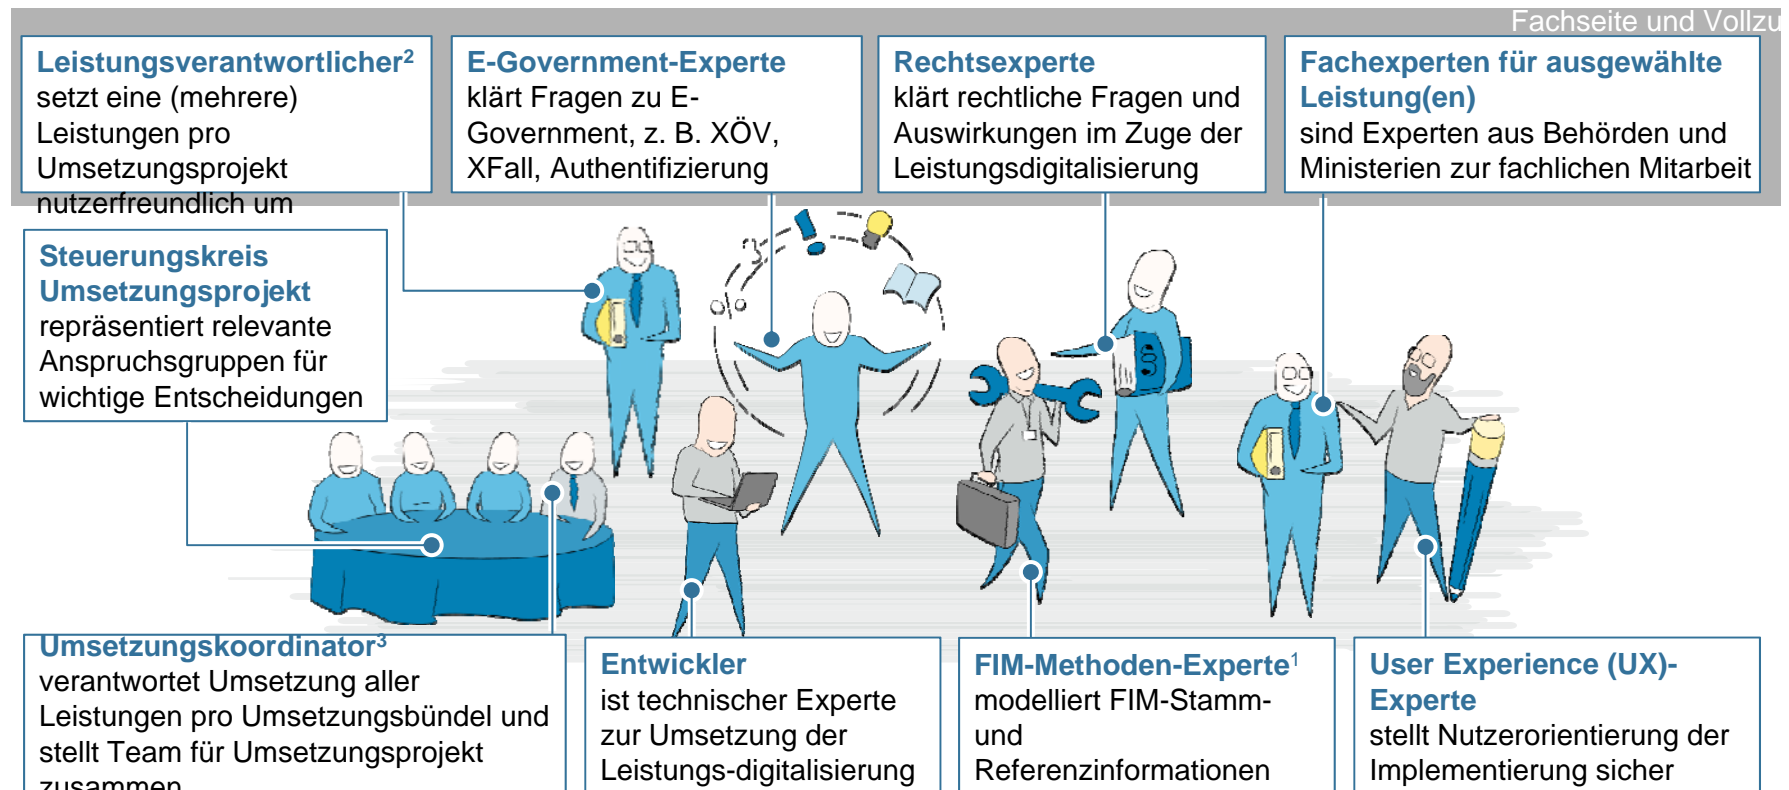 Fachseite und Vollzu
Leistungsverantwortlicher²
setzt eine (mehrere)
Leistungen pro
Umsetzungsprojekt
nutzerfreundlich um
E-Government-Experte
klärt Fragen zu E-
Government, z. B. XÖV,
XFall, Authentifizierung
Rechtsexperte
klärt rechtliche Fragen und
Auswirkungen im Zuge der
Leistungsdigitalisierung
Fachexperten für ausgewählte
Leistung(en)
sind Experten aus Behörden und
Ministerien zur fachlichen Mitarbeit
Steuerungskreis
Umsetzungsprojekt
repräsentiert relevante
Anspruchsgruppen für
wichtige Entscheidungen
§
Umsetzungskoordinator³
verantwortet Umsetzung aller
Leistungen pro Umsetzungsbündel und
stellt Team für Umsetzungsprojekt
zusammen
Entwickler
ist technischer Experte
zur Umsetzung der
Leistungs-digitalisierung
FIM-Methoden-Experte¹
modelliert FIM-Stamm-
und
Referenzinformationen
User Experience (UX)-
Experte
stellt Nutzerorientierung der
Implementierung sicher